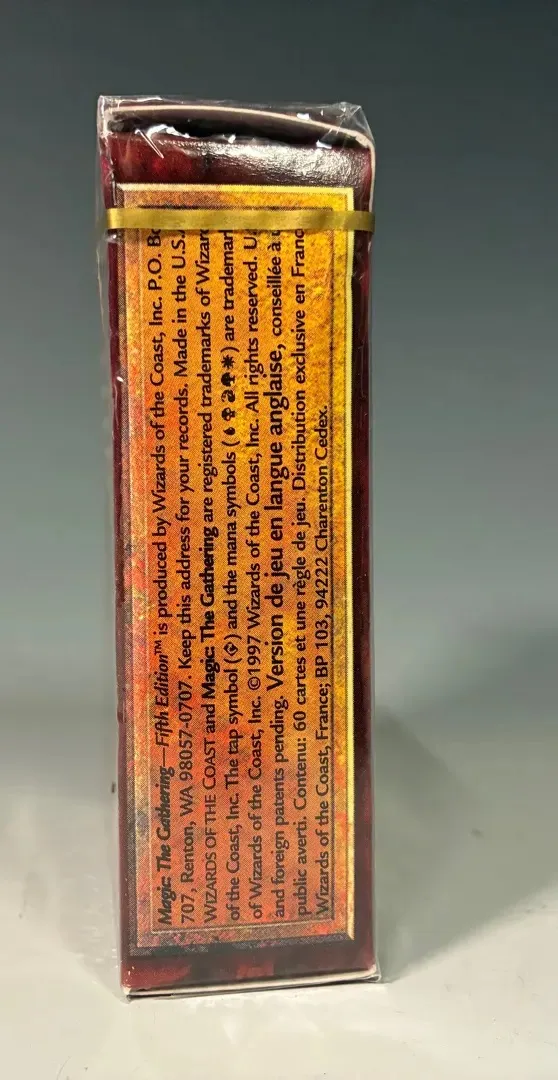 Magic: The Gathering—Fifth Edition™ is produced by Wizards of the Coast, Inc. P.O.
707, Renton, WA 98057-0707. Keep this address for your records. Made in the U.S.
WIZARDS OF THE COAST and Magic: The Gathering are registered trademarks of
of the Coast, Inc. The tap symbol ( ) and the mana symbols ( ) are
of Wizards of the Coast, Inc. ©1997 Wizards of the Coast, Inc. All rights reserved. U.
and foreign patents pending. Version de jeu en langue anglaise, conseillée à
public averti. Contenu: 60 cartes et une règle de jeu. Distribution exclusive en
Wizards of the Coast, France; BP 103, 94222 Charenton Cedex.